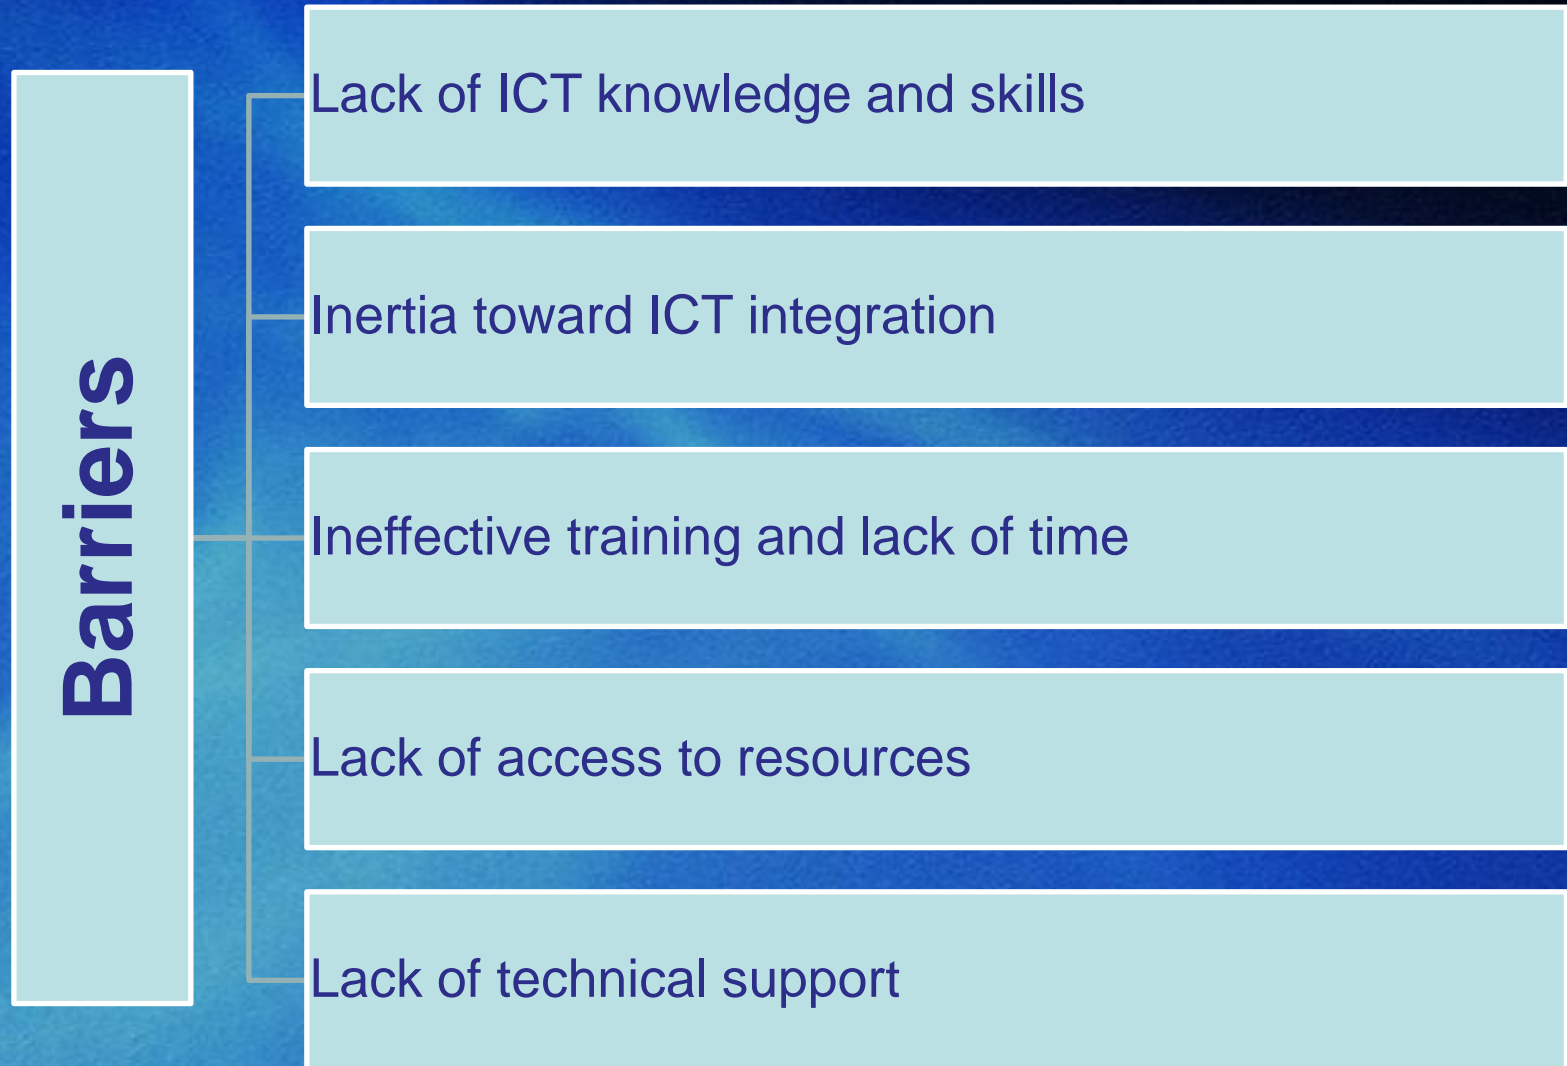 Barriers
Lack of ICT knowledge and skills
Inertia toward ICT integration
Ineffective training and lack of time
Lack of access to resources
Lack of technical support